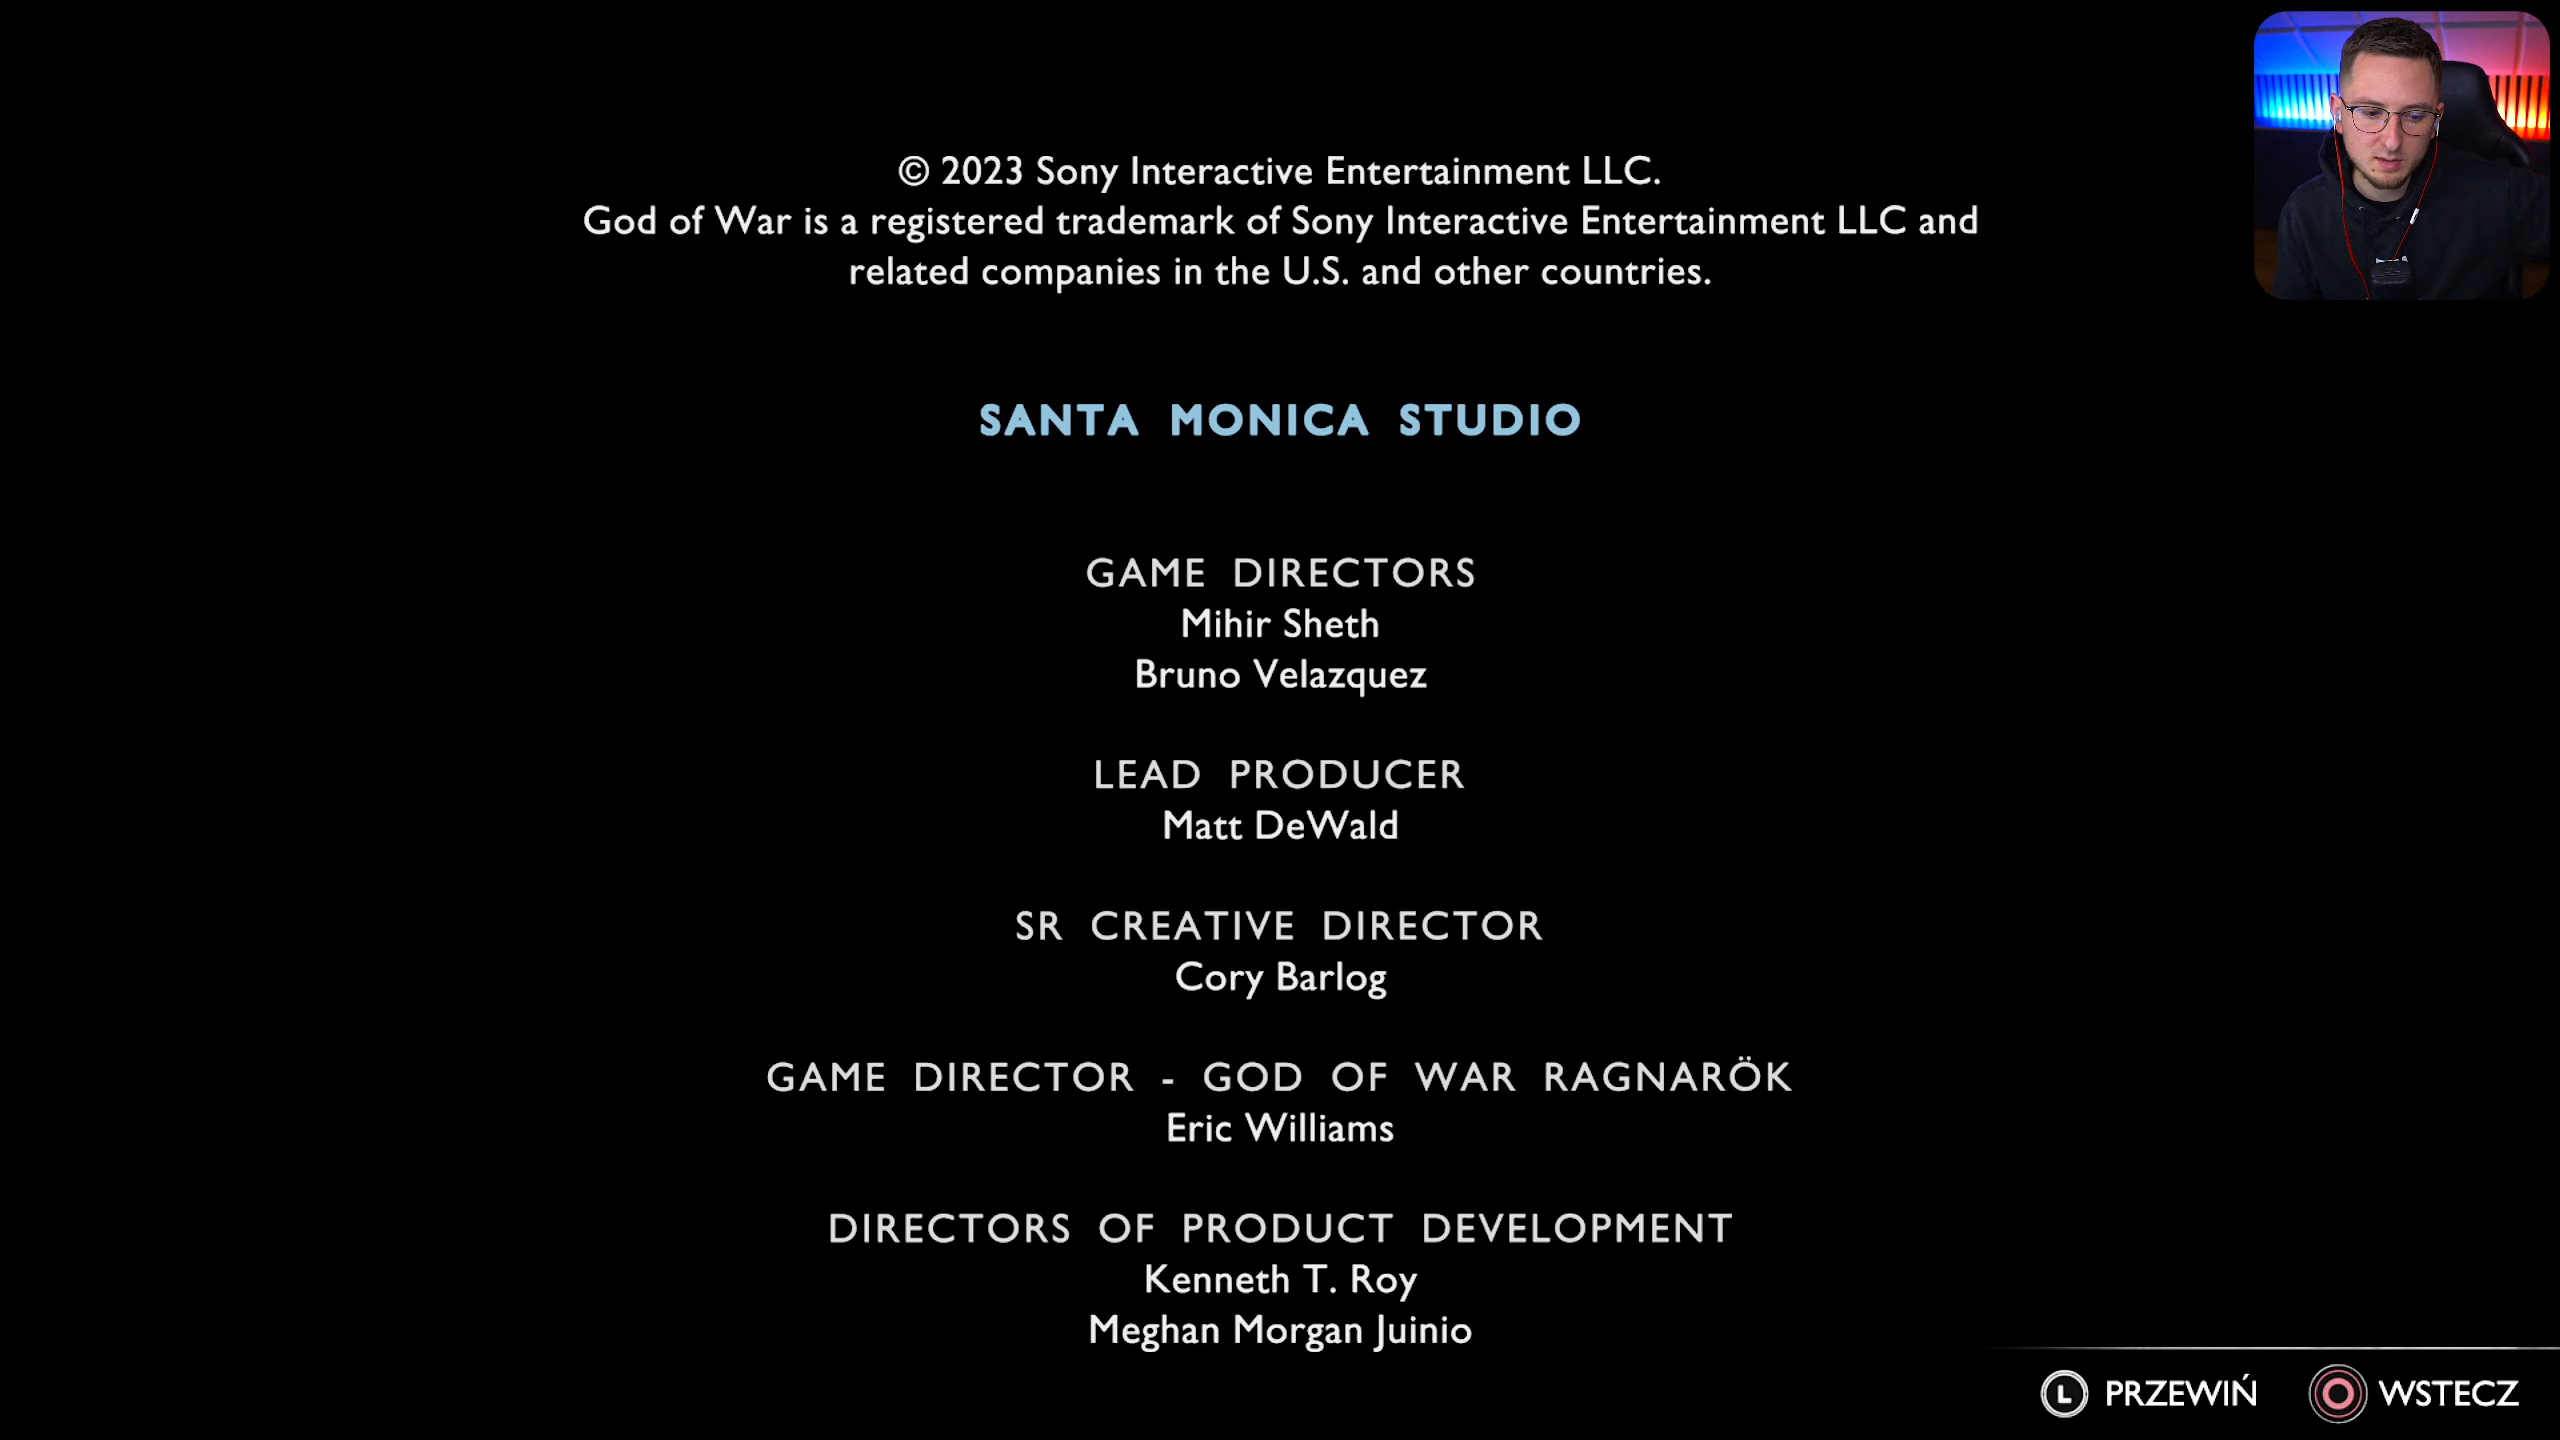 © 2023 Sony Interactive Entertainment LLC.
God of War is a registered trademark of Sony Interactive Entertainment LLC and
related companies in the U.S. and other countries.
SANTA MONICA STUDIO
GAME DIRECTORS
Mihir Sheth
Bruno Velazquez
LEAD PRODUCER
Matt DeWald
SR CREATIVE DIRECTOR
Cory Barlog
GAME DIRECTOR - GOD OF WAR RAGNARÖK
Eric Williams
DIRECTORS OF PRODUCT DEVELOPMENT
Kenneth T. Roy
Meghan Morgan Juinio
L PRZEWIŃ WSTECZ